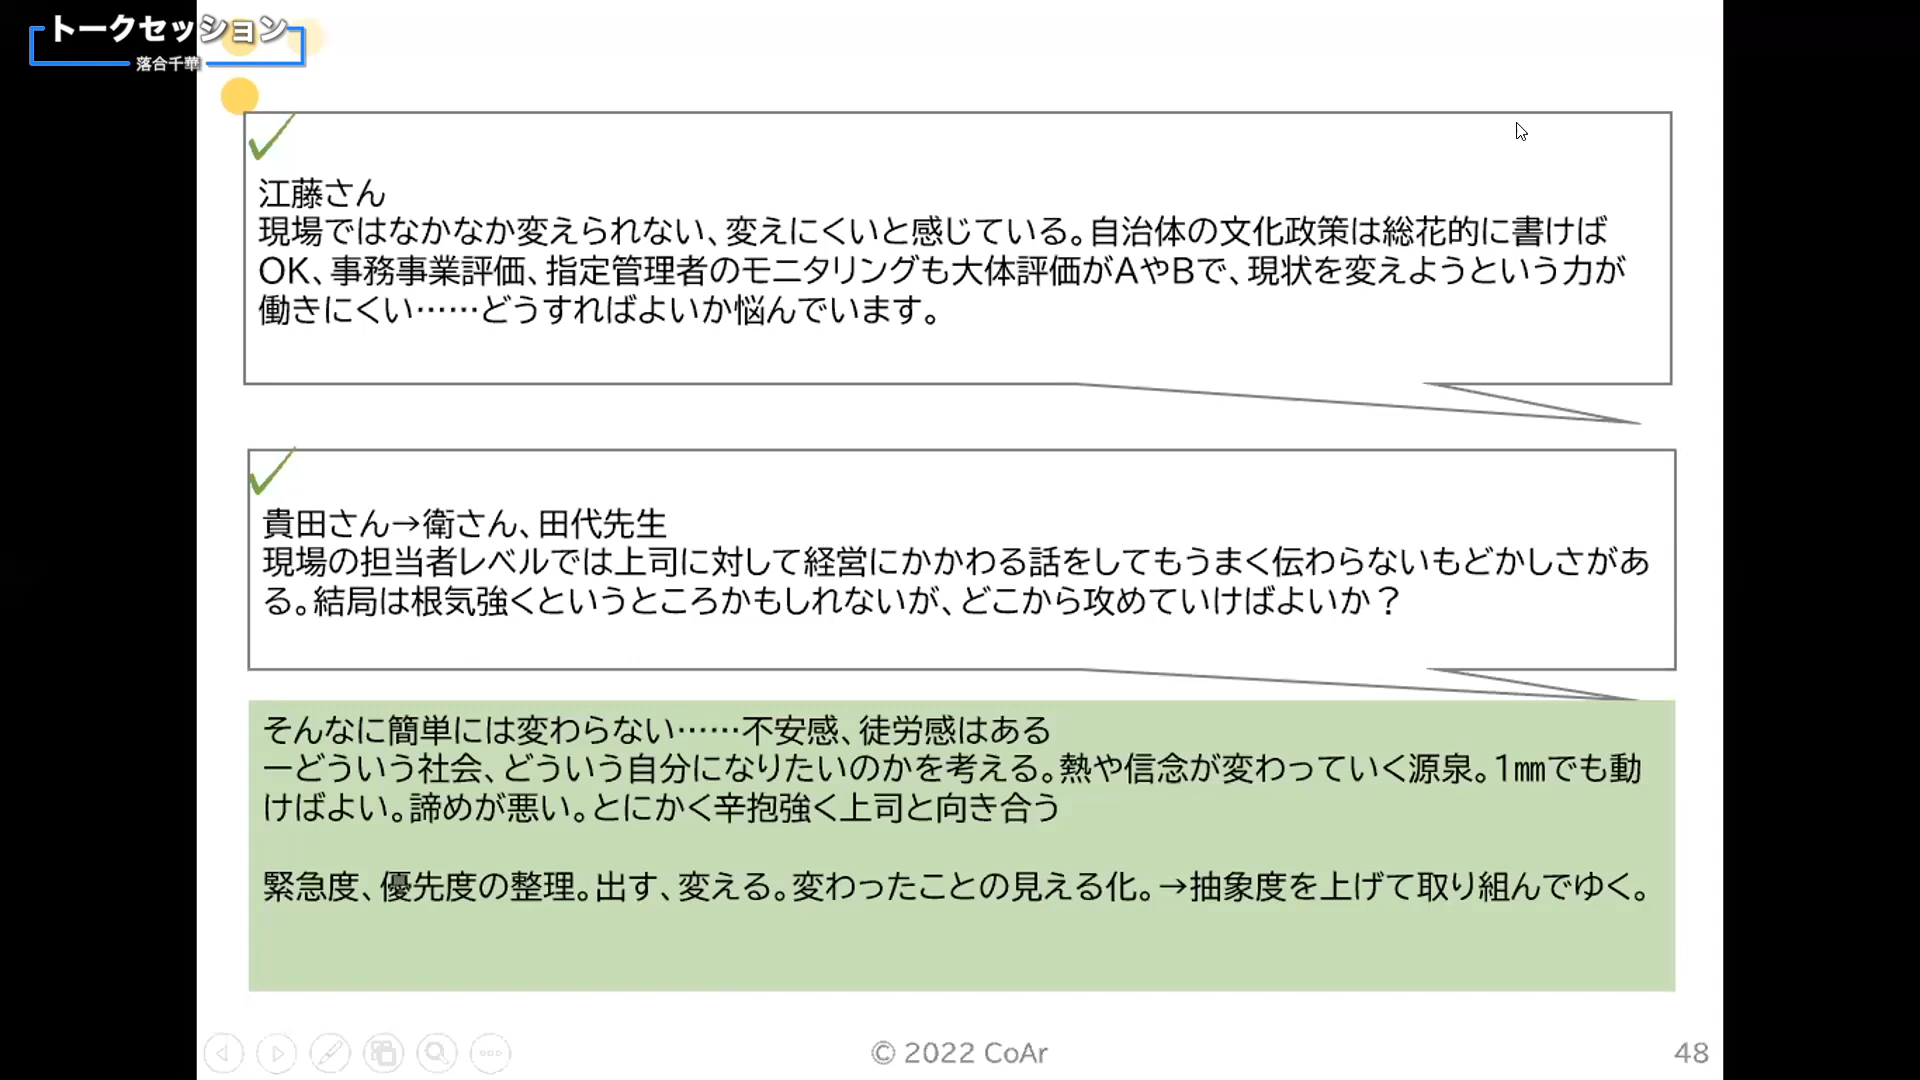 トークセッション
落合千華
江藤さん
現場ではなかなか変えられない、変えにくいと感じている。自治体の文化政策は総花的に書けば
OK、事務事業評価、指定管理者のモニタリングも大体評価がAやBで、現状を変えようという力が
働きにくい……どうすればよいか悩んでいます。
貴田さん→衛さん、田代先生
現場の担当者レベルでは上司に対して経営にかかわる話をしてもうまく伝わらないもどかしさがあ
る。結局は根気強くというところかもしれないが、どこから攻めていけばよいか？
そんなに簡単には変わらない……不安感、徒労感はある
ーどういう社会、どういう自分になりたいのかを考える。熱や信念が変わっていく源泉。1㎜でも動
けばよい。諦めが悪い。とにかく辛抱強く上司と向き合う
緊急度、優先度の整理。出す、変える。変わったことの見える化。→抽象度を上げて取り組んでゆく。
© 2022 CoAr
48